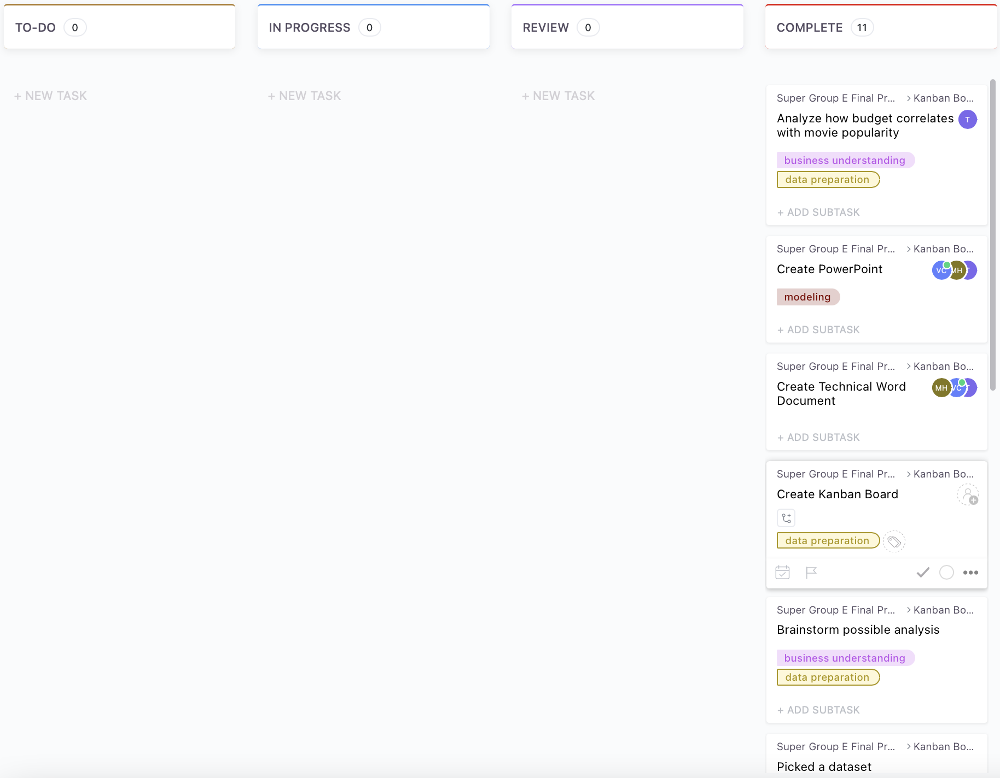 TO-DO 0
IN PROGRESS 0
REVIEW 0
COMPLETE 11
+ NEW TASK
+ NEW TASK
+ NEW TASK
Super Group E Final Pr... > Kanban Bo...
Analyze how budget correlates
with movie popularity
T
business understanding
data preparation
+ ADD SUBTASK
Super Group E Final Pr... > Kanban Bo...
Create PowerPoint
VC MH T
modeling
+ ADD SUBTASK
Super Group E Final Pr... > Kanban Bo...
Create Technical Word
Document
MH VC T
+ ADD SUBTASK
Super Group E Final Pr... > Kanban Bo...
Create Kanban Board
data preparation
Super Group E Final Pr... > Kanban Bo...
Brainstorm possible analysis
business understanding
data preparation
+ ADD SUBTASK
Super Group E Final Pr... > Kanban Bo...
Picked a dataset